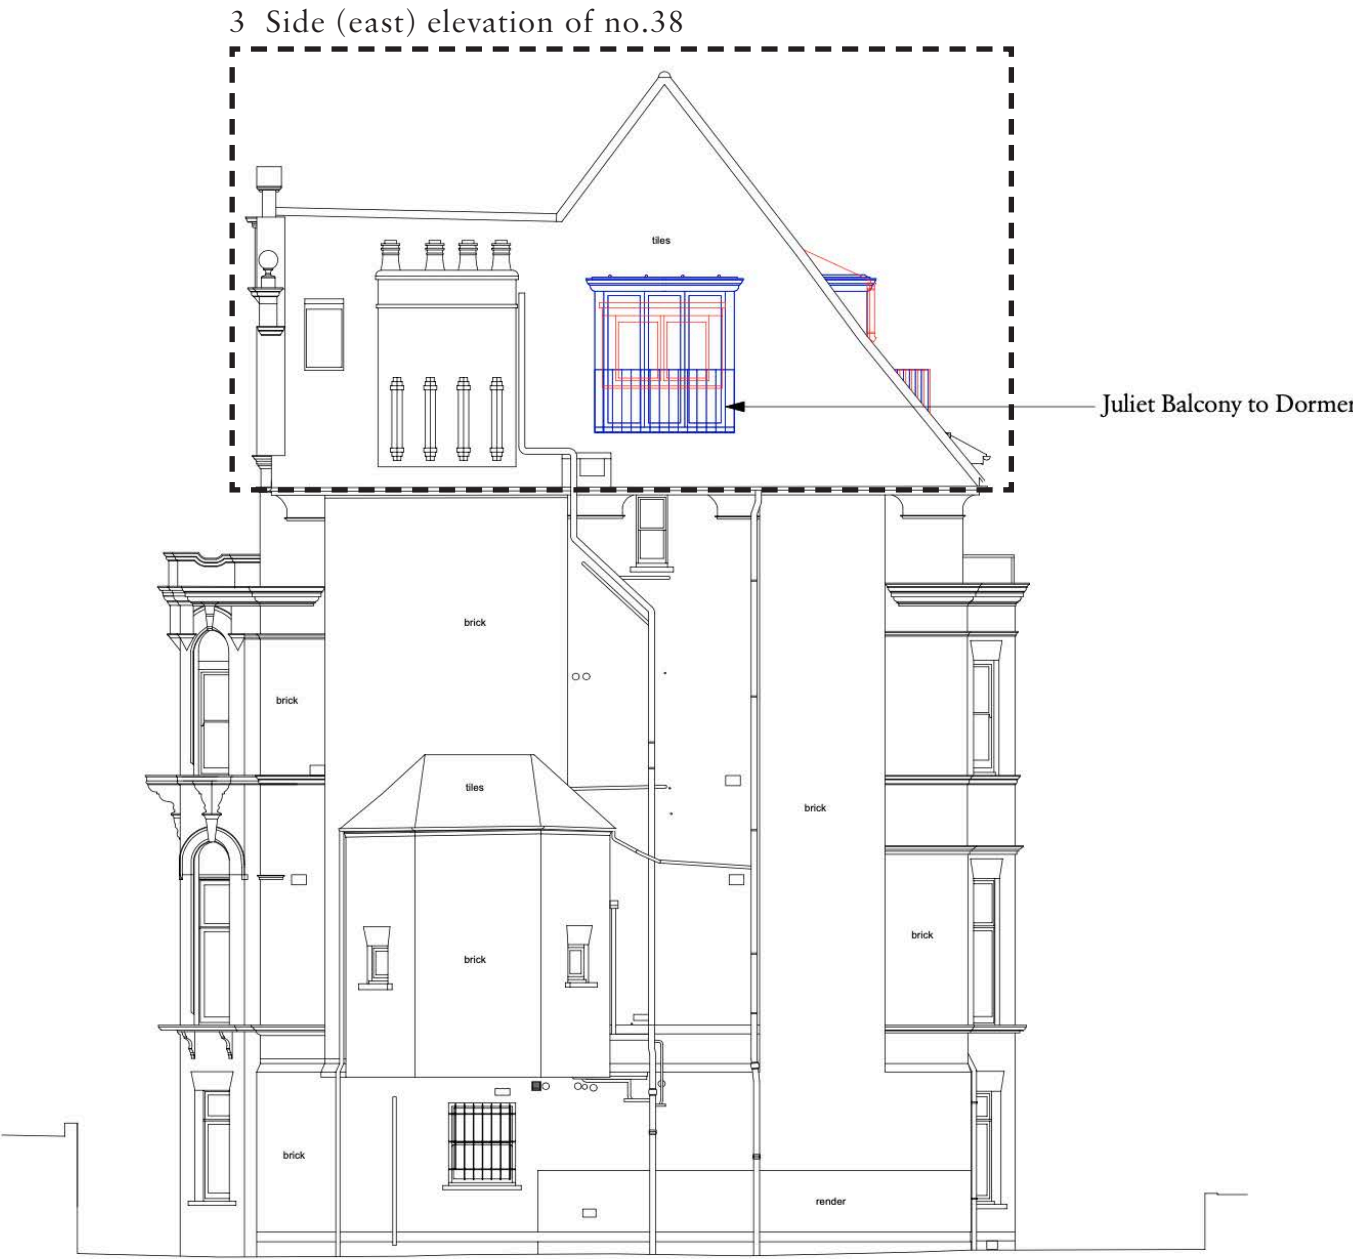 3 Side (east) elevation of no.38
tiles
Juliet Balcony to Dormer
brick
brick
tiles
brick
brick
brick
brick
render